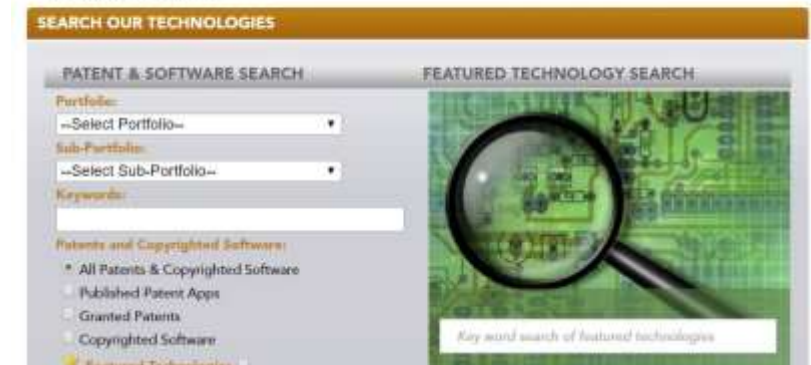 SEARCH OUR TECHNOLOGIES
PATENT & SOFTWARE SEARCH
Portfolio:
--Select Portfolio--
Sub-Portfolio:
--Select Sub-Portfolio--
Keywords:
Patents and Copyrighted Software:
All Patents & Copyrighted Software
Published Patent Apps
Granted Patents
Copyrighted Software
Featured Technologies
FEATURED TECHNOLOGY SEARCH
Key word search of featured technologies